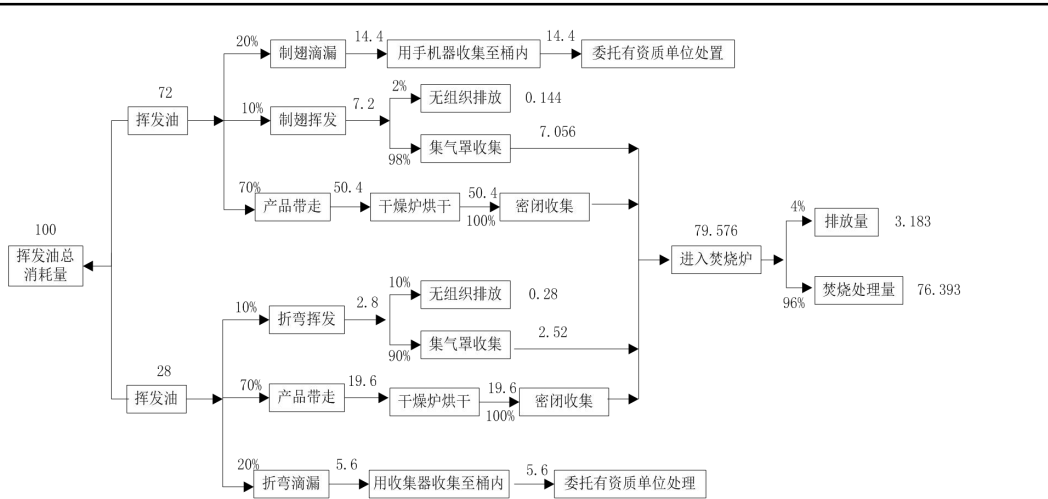 20%
制翅滴漏
14.4
用手机器收集至桶内
14.4
委托有资质单位处置
72
挥发油
10%
制翅挥发
7.2
2%
无组织排放
0.144
98%
集气罩收集
7.056
70%
产品带走
50.4
干燥炉烘干
50.4
100%
密闭收集
100
挥发油总
消耗量
79.576
进入焚烧炉
4%
排放量
3.183
96%
焚烧处理量
76.393
10%
折弯挥发
2.8
10%
无组织排放
0.28
90%
集气罩收集
2.52
28
挥发油
70%
产品带走
19.6
干燥炉烘干
19.6
100%
密闭收集
20%
折弯滴漏
5.6
用收集器收集至桶内
5.6
委托有资质单位处理